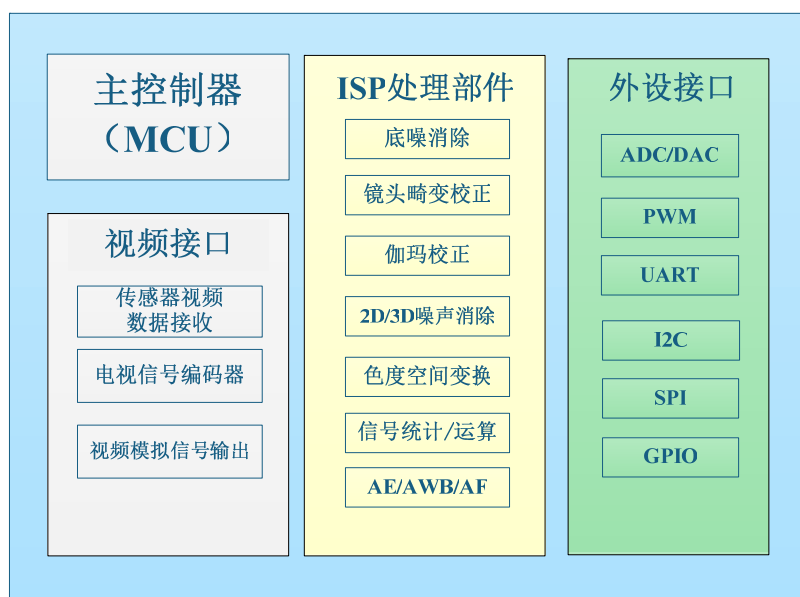 主控制器
（MCU）
视频接口
传感器视频
数据接收
电视信号编码器
视频模拟信号输出
ISP处理部件
底噪消除
镜头畸变校正
伽玛校正
2D/3D噪声消除
色度空间变换
信号统计/运算
AE/AWB/AF
外设接口
ADC/DAC
PWM
UART
I2C
SPI
GPIO